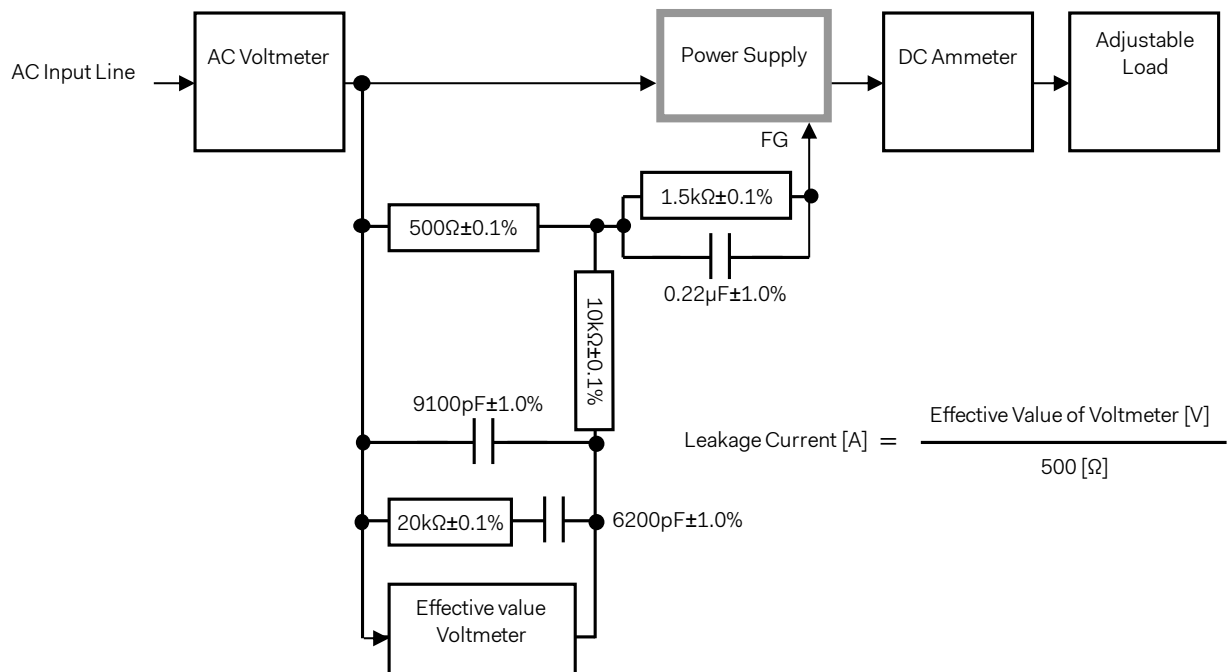 AC Input Line
AC Voltmeter
Power Supply
DC Ammeter
Adjustable
Load
FG
1.5kΩ±0.1%
500Ω±0.1%
0.22µF±1.0%
10kΩ±0.1%
9100pF±1.0%
Leakage Current [A] =
Effective Value of Voltmeter [V]
500 [Ω]
20kΩ±0.1%
6200pF±1.0%
Effective value
Voltmeter